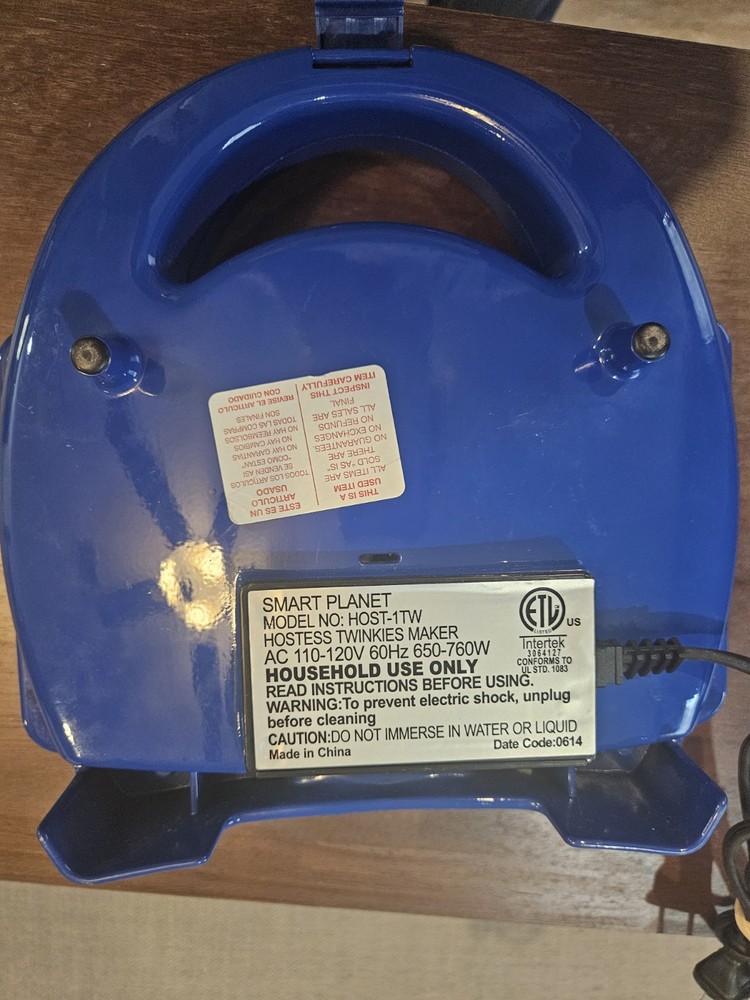 THIS IS A
USED ITEM
ALL ITEMS ARE
SOLD "AS IS"
THERE ARE
NO GUARANTEES
NO EXCHANGES
NO REFUNDS
ALL SALES ARE
FINAL
INSPECT THIS
ITEM CAREFULLY
ESTE ES UN
ARTICULO
USADO
TODOS LOS ARTICULOS
SE VENDEN ASI
"COMO ESTAN"
NO HAY GARANTIAS
NO HAY CAMBIOS
NO HAY REEMBOLSOS
TODAS LAS COMPRAS
SON FINALES
REVISE EL ARTICULO
CON CUIDADO
SMART PLANET
MODEL NO: HOST-1TW
HOSTESS TWINKIES MAKER
AC 110-120V 60Hz 650-760W
HOUSEHOLD USE ONLY
READ INSTRUCTIONS BEFORE USING.
WARNING:To prevent electric shock, unplug
before cleaning
CAUTION:DO NOT IMMERSE IN WATER OR LIQUID
Made in China
Date Code:0614
ETL
LISTED
US
Intertek
3064127
CONFORMS TO
UL STD. 1083